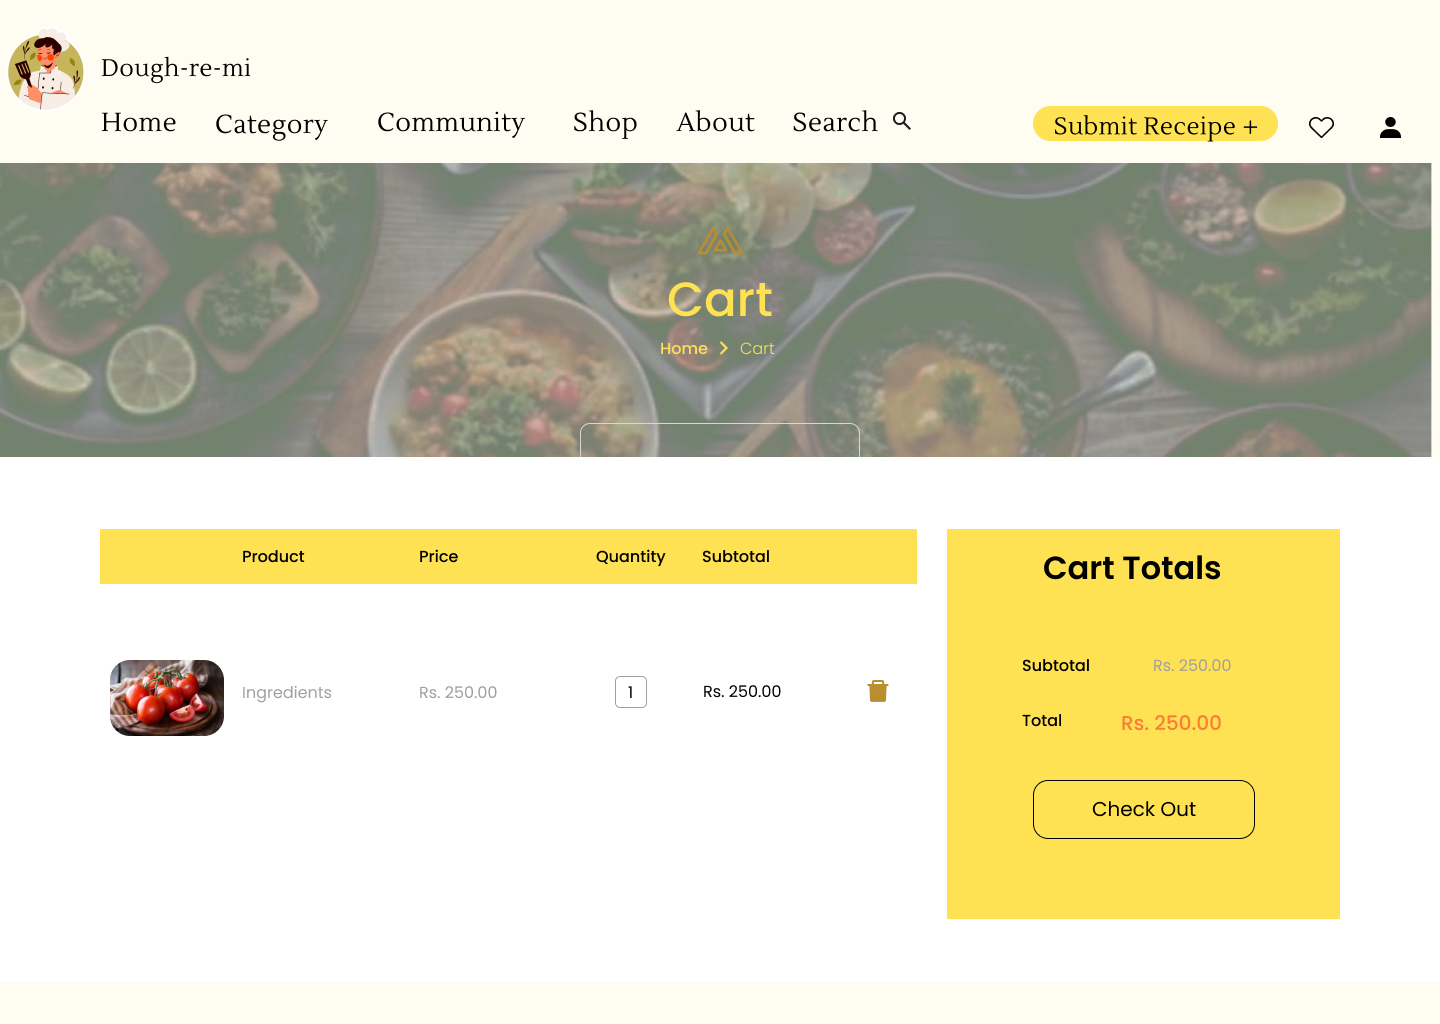 Dough-re-mi
Home Category Community Shop About Search Submit Receipe +
Cart
Home > Cart
Product Price Quantity Subtotal
Cart Totals
Ingredients Rs. 250.00 1 Rs. 250.00
Subtotal Rs. 250.00
Total Rs. 250.00
Check Out